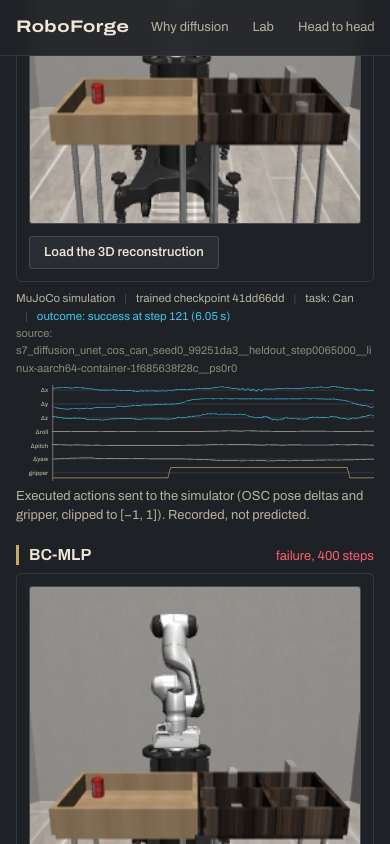 RoboForge Why diffusion Lab Head to head
Load the 3D reconstruction
MuJoCo simulation | trained checkpoint 41dd66dd | task: Can
| outcome: success at step 121 (6.05 s)
source:
s7_diffusion_unet_cos_can_seed0_99251da3__heldout_step0065000__li
nux-aarch64-container-1f685638f28c__ps0r0
Δx
Δy
Δz
Δroll
Δpitch
Δyaw
gripper
Executed actions sent to the simulator (OSC pose deltas and
gripper, clipped to [−1, 1]). Recorded, not predicted.
BC-MLP failure, 400 steps